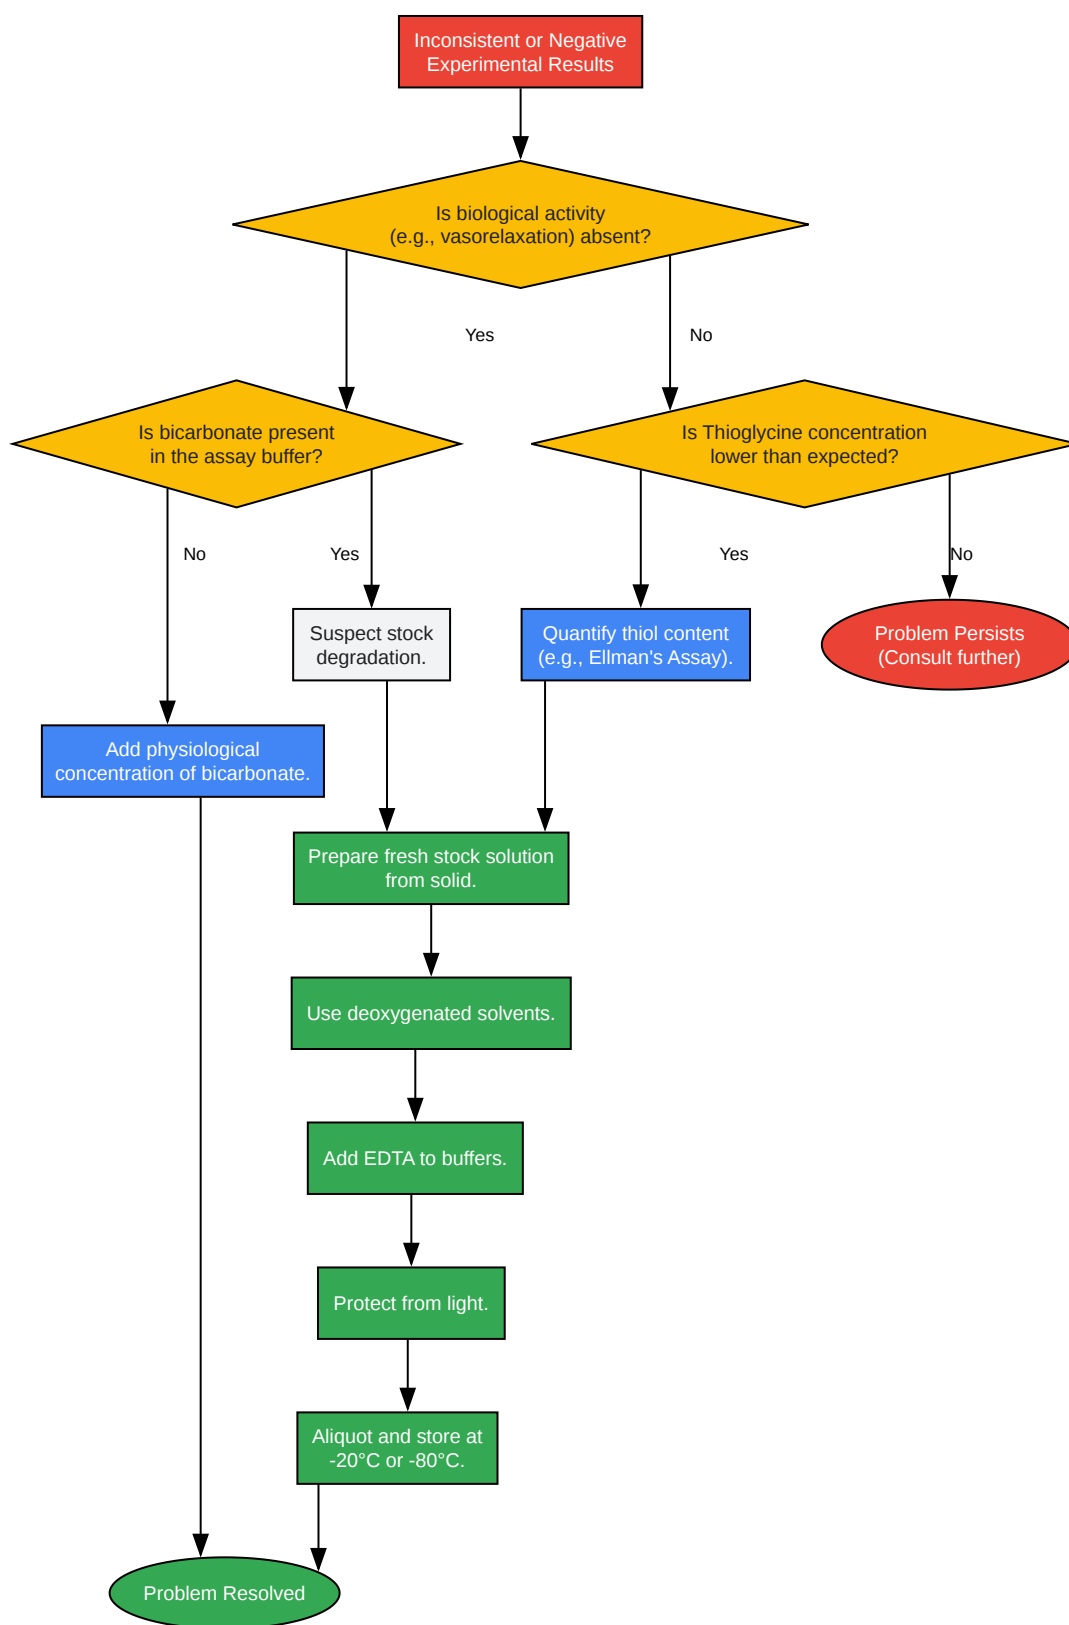 Inconsistent or Negative
Experimental Results
Is biological activity
(e.g., vasorelaxation) absent?
Yes
No
Is bicarbonate present
in the assay buffer?
Is Thioglycine concentration
lower than expected?
No
Yes
Yes
No
Suspect stock
degradation.
Quantify thiol content
(e.g., Ellman's Assay).
Problem Persists
(Consult further)
Add physiological
concentration of bicarbonate.
Prepare fresh stock solution
from solid.
Use deoxygenated solvents.
Add EDTA to buffers.
Protect from light.
Aliquot and store at
-20°C or -80°C.
Problem Resolved